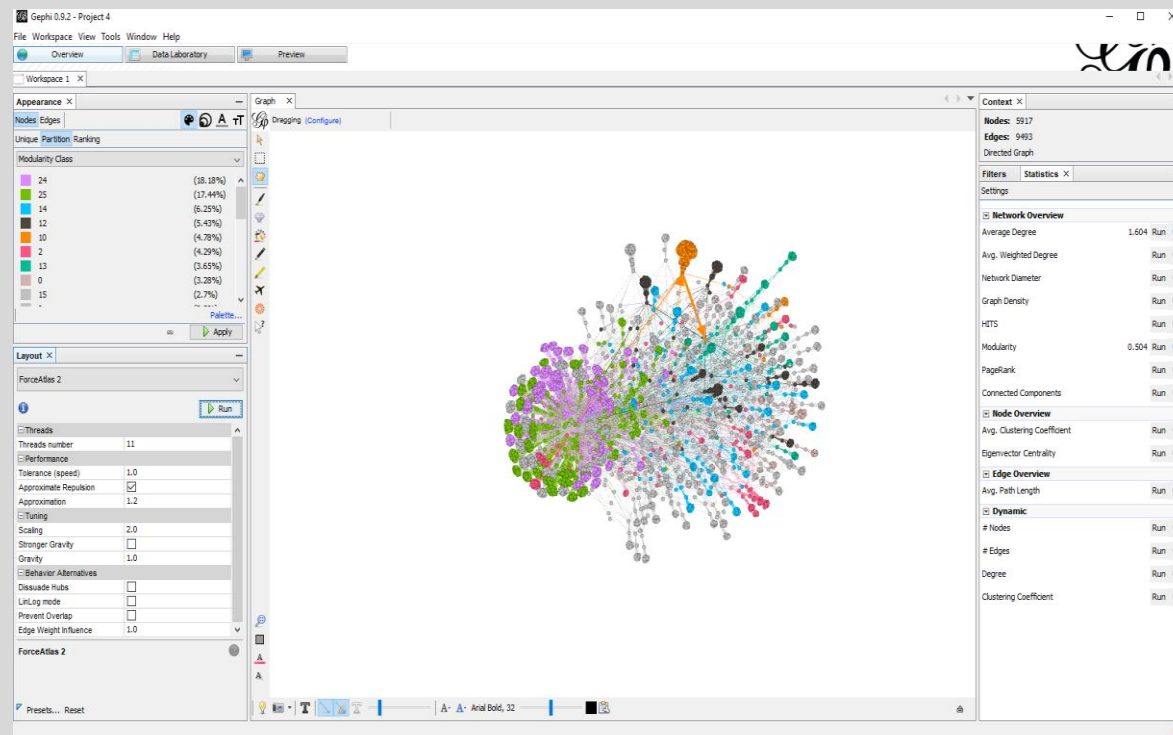 Gephi 0.9.2 - Project 4
File Workspace View Tools Window Help
Overview Data Laboratory Preview
Workspace 1 X
Appearance X
Nodes Edges
Unique Partition Ranking
Modularity Class
24 (18.18%)
25 (17.44%)
14 (6.25%)
12 (5.43%)
10 (4.78%)
2 (4.29%)
13 (3.65%)
0 (3.28%)
15 (2.7%)
Palette...
Apply
Layout X
ForceAtlas 2
Run
Threads
Threads number 11
Performance
Tolerance (speed) 1.0
Approximate Repulsion
Approximation 1.2
Tuning
Scaling 2.0
Stronger Gravity
Gravity 1.0
Behavior Alternatives
Dissuade Hubs
LinLog mode
Prevent Overlap
Edge Weight Influence 1.0
ForceAtlas 2
Presets... Reset
Graph X
Dragging (Configure)
A- A- Arial Bold, 32
Context X
Nodes: 5917
Edges: 9493
Directed Graph
Filters Statistics X
Settings
Network Overview
Average Degree 1.604 Run
Avg. Weighted Degree Run
Network Diameter Run
Graph Density Run
HITS Run
Modularity 0.504 Run
PageRank Run
Connected Components Run
Node Overview
Avg. Clustering Coefficient Run
Eigenvector Centrality Run
Edge Overview
Avg. Path Length Run
Dynamic
# Nodes Run
# Edges Run
Degree Run
Clustering Coefficient Run